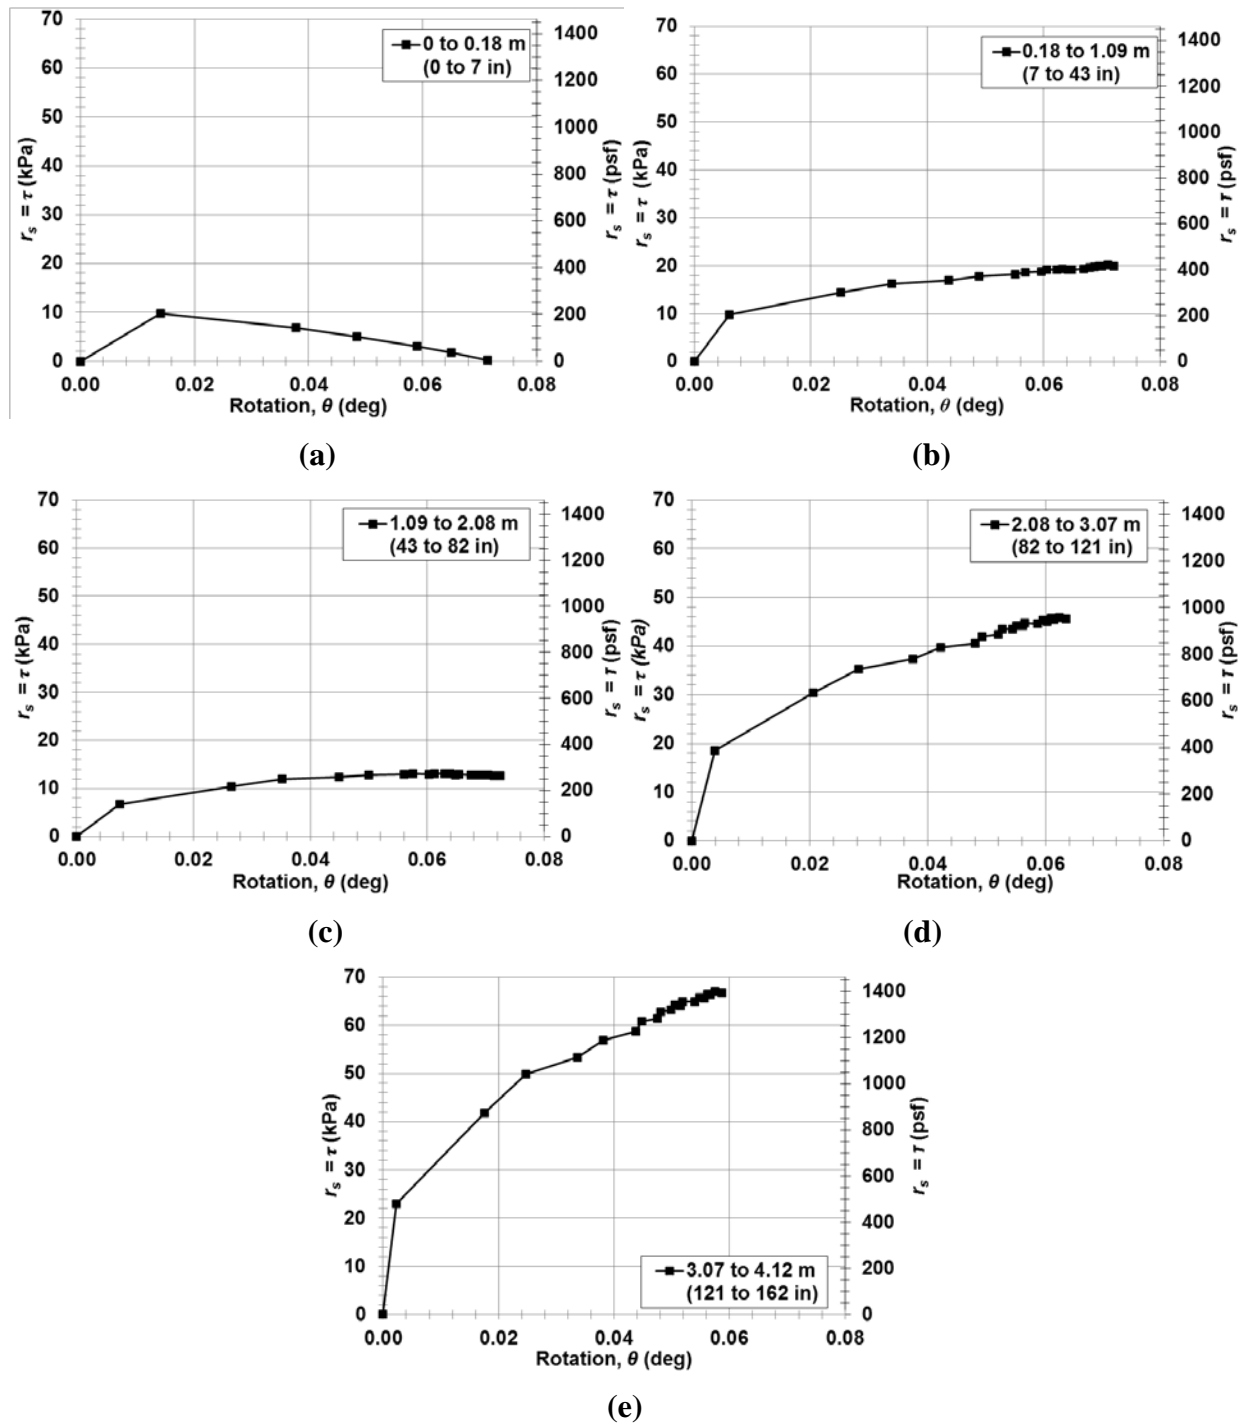 70
60
50
40
30
20
10
0
r_s = τ (kPa)
0.00 0.02 0.04 0.06 0.08
Rotation, θ (deg)
1400
1200
1000
800
600
400
200
0
r_s = τ (psf)
0 to 0.18 m
(0 to 7 in)
(a)
70
60
50
40
30
20
10
0
r_s = τ (kPa)
0.00 0.02 0.04 0.06 0.08
Rotation, θ (deg)
1400
1200
1000
800
600
400
200
0
r_s = τ (psf)
0.18 to 1.09 m
(7 to 43 in)
(b)
70
60
50
40
30
20
10
0
r_s = τ (kPa)
0.00 0.02 0.04 0.06 0.08
Rotation, θ (deg)
1400
1200
1000
800
600
400
200
0
r_s = τ (psf)
1.09 to 2.08 m
(43 to 82 in)
(c)
70
60
50
40
30
20
10
0
r_s = τ (kPa)
0.00 0.02 0.04 0.06 0.08
Rotation, θ (deg)
1400
1200
1000
800
600
400
200
0
r_s = τ (psf)
2.08 to 3.07 m
(82 to 121 in)
(d)
70
60
50
40
30
20
10
0
r_s = τ (kPa)
0.00 0.02 0.04 0.06 0.08
Rotation, θ (deg)
1400
1200
1000
800
600
400
200
0
r_s = τ (psf)
3.07 to 4.12 m
(121 to 162 in)
(e)